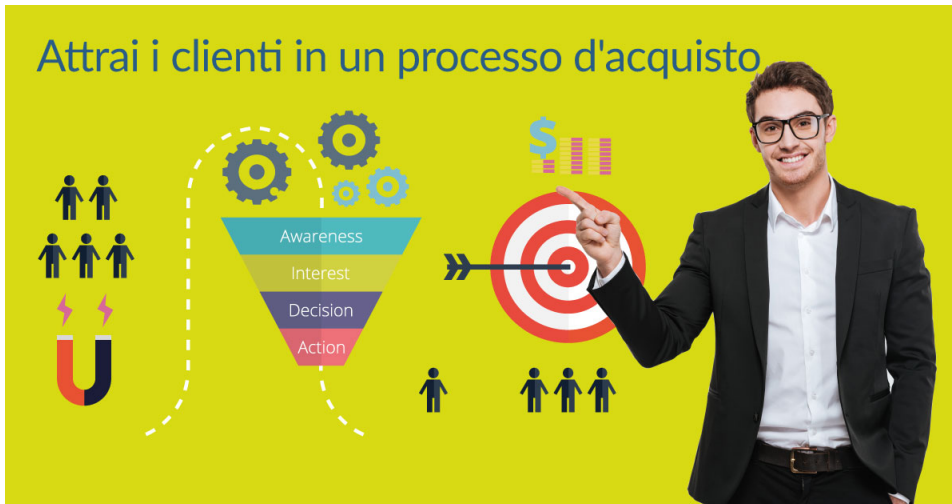 Attrai i clienti in un processo d'acquisto
$
Awareness
Interest
Decision
Action